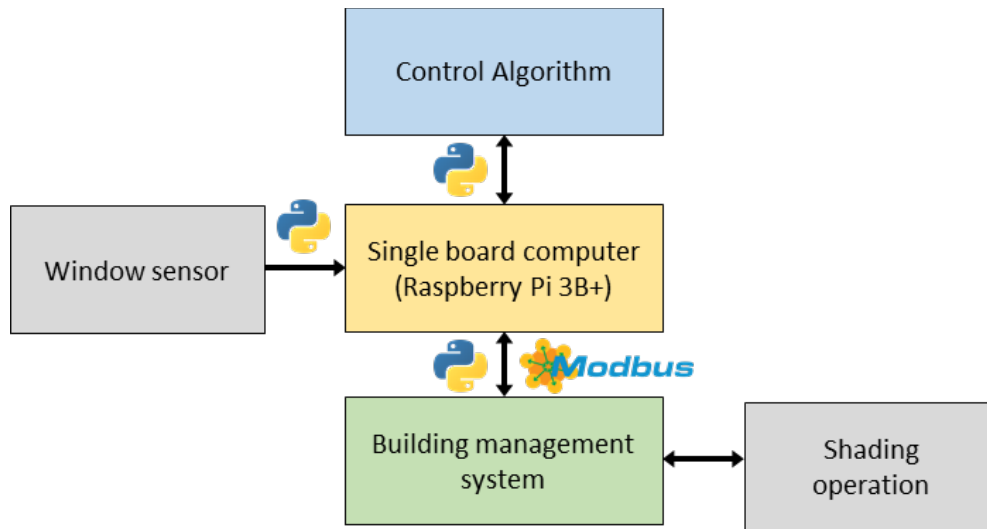 Control Algorithm
Window sensor
Single board computer
(Raspberry Pi 3B+)
Modbus
Building management
system
Shading
operation